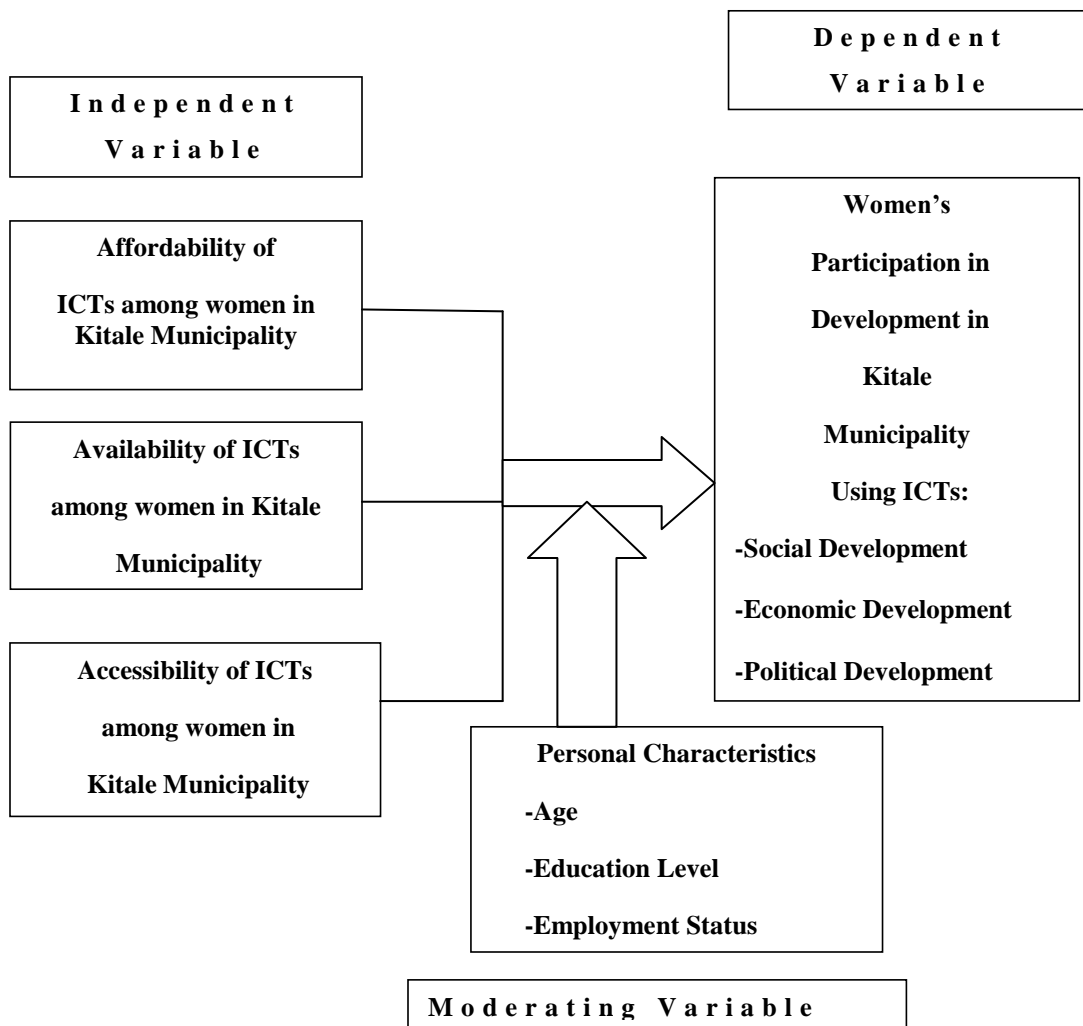 Dependent
Variable
Independent
Variable
Affordability of
ICTs among women in
Kitale Municipality
Availability of ICTs
among women in Kitale
Municipality
Accessibility of ICTs
among women in
Kitale Municipality
Women’s
Participation in
Development in
Kitale
Municipality
Using ICTs:
-Social Development
-Economic Development
-Political Development
Personal Characteristics
-Age
-Education Level
-Employment Status
Moderating Variable